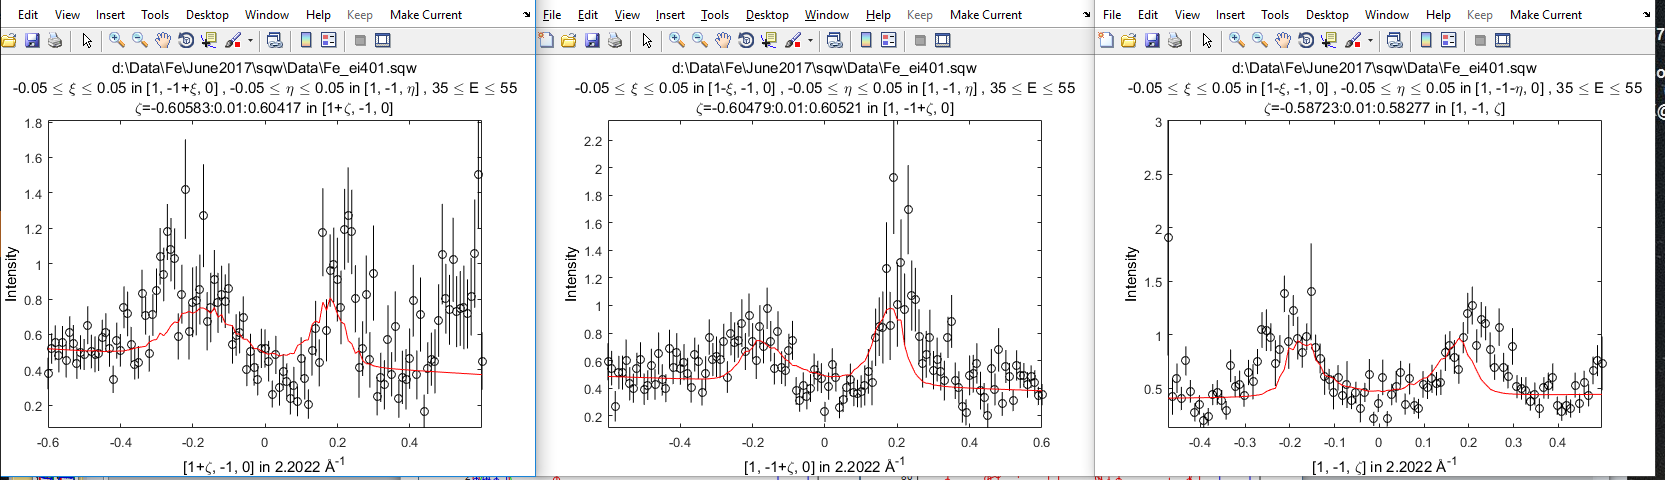 Edit View Insert Tools Desktop Window Help Keep Make Current
d:\Data\Fe\June2017\sqw\Data\Fe_ei401.sqw
-0.05 ≤ ξ ≤ 0.05 in [1, -1+ξ, 0] , -0.05 ≤ η ≤ 0.05 in [1, -1, η] , 35 ≤ E ≤ 55
ζ=-0.60583:0.01:0.60417 in [1+ζ, -1, 0]
1.8
1.6
1.4
1.2
1
0.8
0.6
0.4
0.2
Intensity
-0.6 -0.4 -0.2 0 0.2 0.4
[1+ζ, -1, 0] in 2.2022 Å-1
File Edit View Insert Tools Desktop Window Help Keep Make Current
d:\Data\Fe\June2017\sqw\Data\Fe_ei401.sqw
-0.05 ≤ ξ ≤ 0.05 in [1-ξ, -1, 0] , -0.05 ≤ η ≤ 0.05 in [1, -1, η] , 35 ≤ E ≤ 55
ζ=-0.60479:0.01:0.60521 in [1, -1+ζ, 0]
2.2
2
1.8
1.6
1.4
1.2
1
0.8
0.6
0.4
0.2
Intensity
-0.4 -0.2 0 0.2 0.4 0.6
[1, -1+ζ, 0] in 2.2022 Å-1
File Edit View Insert Tools Desktop Window Help Keep Make Current
d:\Data\Fe\June2017\sqw\Data\Fe_ei401.sqw
-0.05 ≤ ξ ≤ 0.05 in [1-ξ, -1, 0] , -0.05 ≤ η ≤ 0.05 in [1, -1-η, 0] , 35 ≤ E ≤ 55
ζ=-0.58723:0.01:0.58277 in [1, -1, ζ]
3
2.5
2
1.5
1
0.5
Intensity
-0.4 -0.3 -0.2 -0.1 0 0.1 0.2 0.3 0.4
[1, -1, ζ] in 2.2022 Å-1